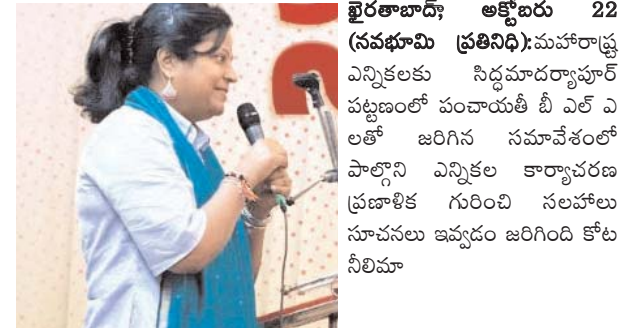 ఖైరతాబాద్, అక్టోబరు 22
(నవభూమి ప్రతినిధి):మహారాష్ట్ర
ఎన్నికలకు సిద్ధమాదర్యాపూర్
పట్టణంలో పంచాయతీ బీ ఎల్ ఎ
లతో జరిగిన సమావేశంలో
పాల్గొని ఎన్నికల కార్యాచరణ
ప్రణాళిక గురించి సలహాలు
సూచనలు ఇవ్వడం జరిగింది కోట
నీలిమా